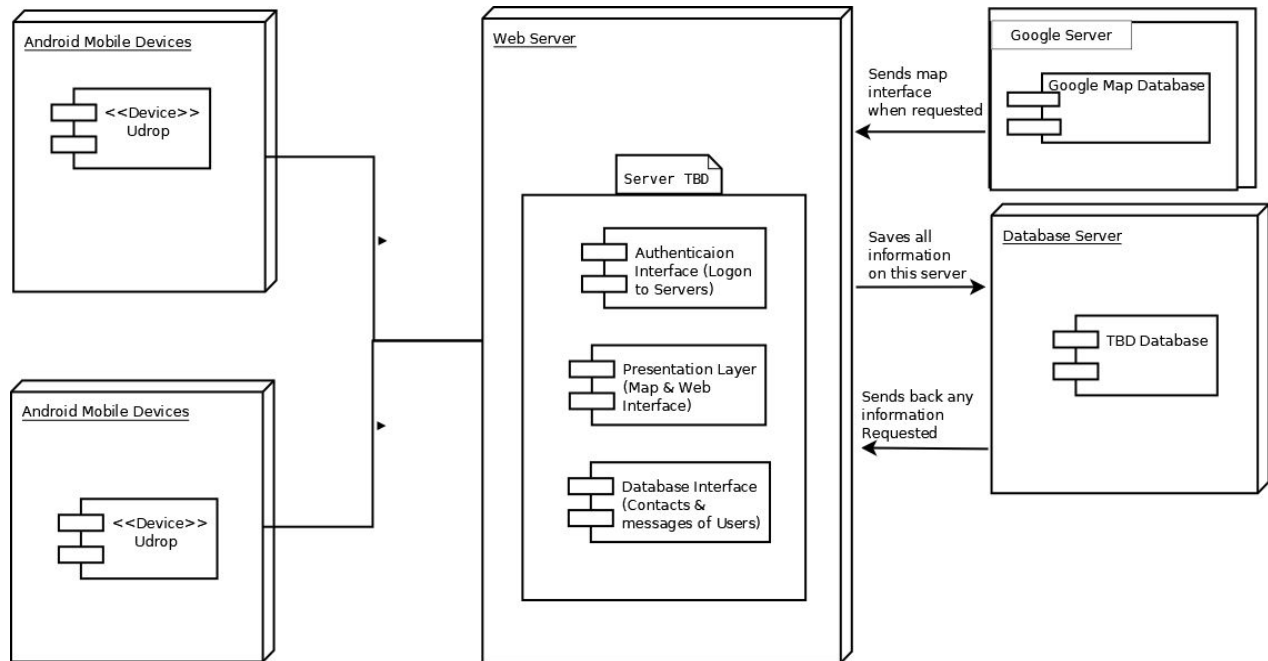 Android Mobile Devices
<<Device>>
Udrop
Android Mobile Devices
<<Device>>
Udrop
Web Server
Server TBD
Authenticaion
Interface (Logon
to Servers)
Presentation Layer
(Map & Web
Interface)
Database Interface
(Contacts &
messages of Users)
Sends map
interface
when requested
Saves all
information
on this server
Sends back any
information
Requested
Google Server
Google Map Database
Database Server
TBD Database